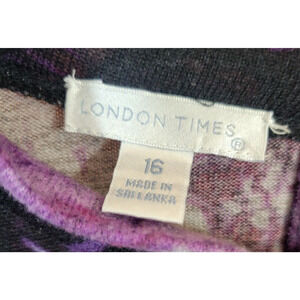 LONDON TIMES
®
16
MADE IN
SRI LANKA